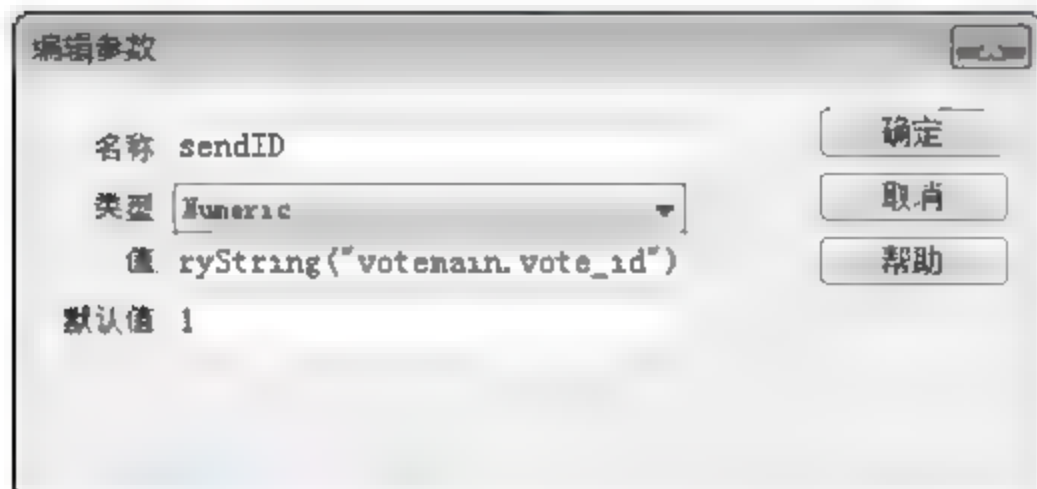 编辑参数
名称 sendID
确定
类型 Numeric
取消
值 ryString("votemain.vote_id")
帮助
默认值 1